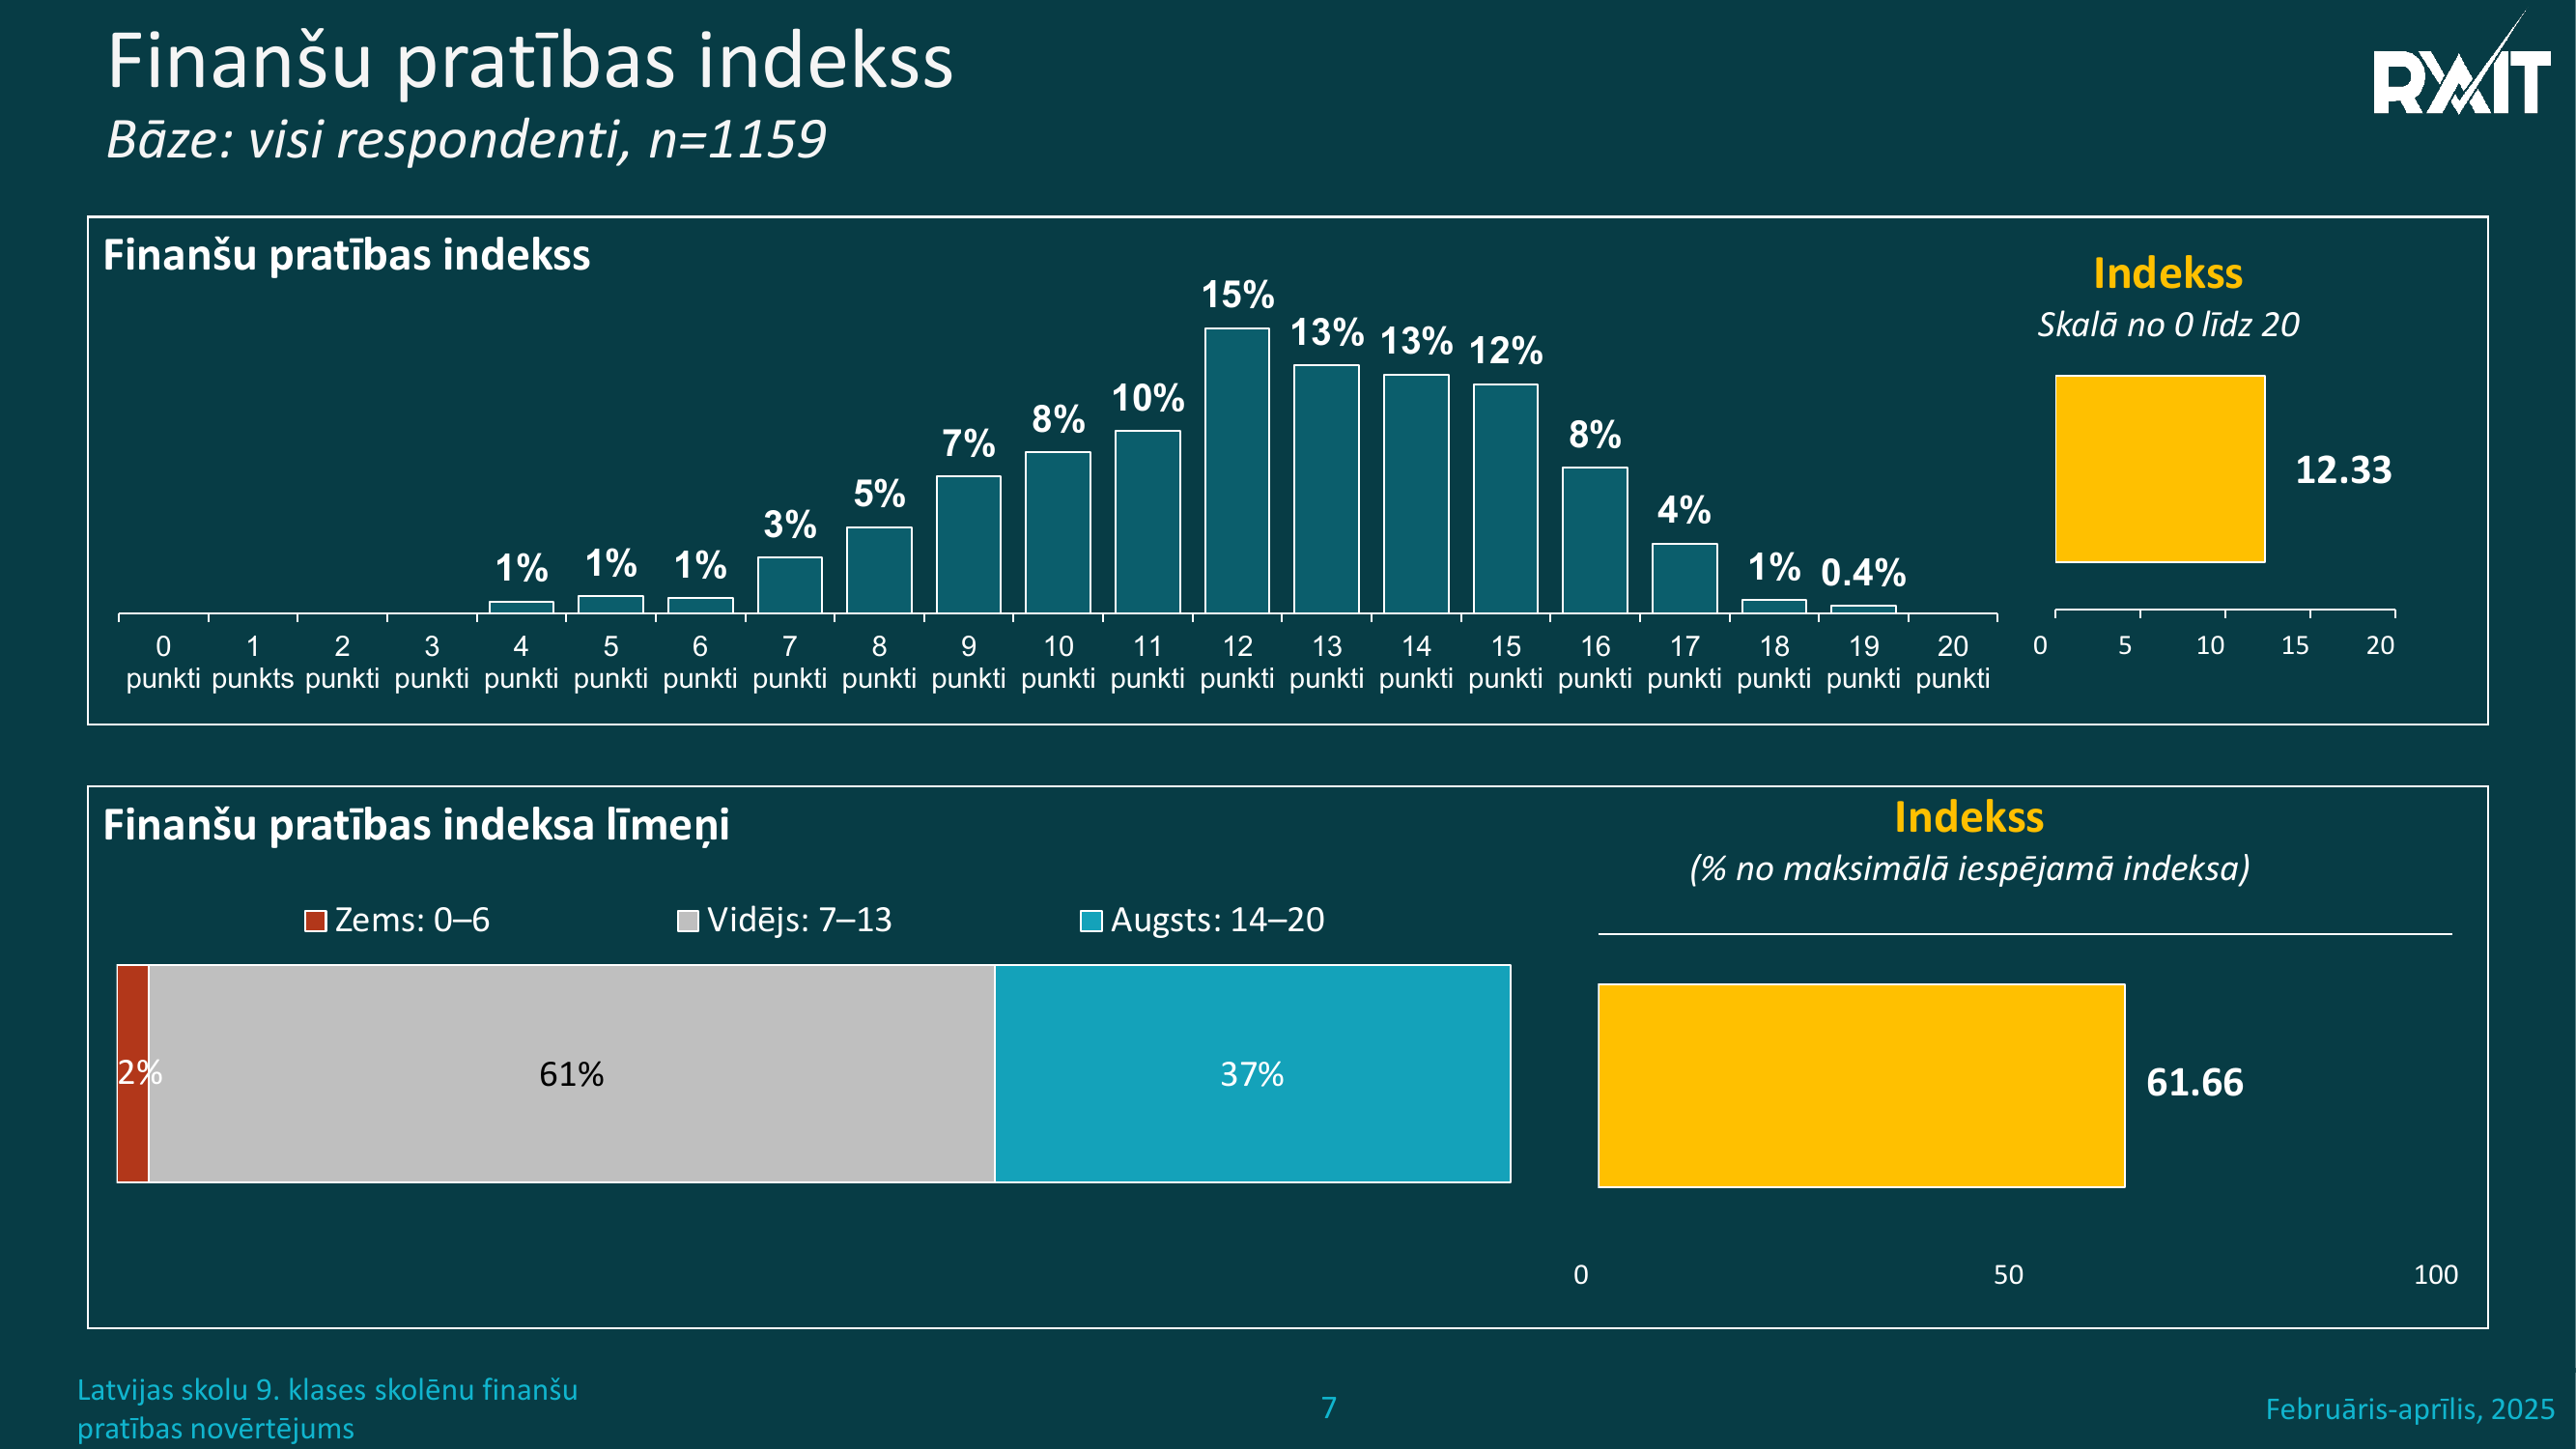 Finanšu pratības indekss
Bāze: visi respondenti, n=1159
RAIT
Finanšu pratības indekss
1% 1% 1% 3% 5% 7% 8% 10% 15% 13% 13% 12% 8% 4% 1% 0.4%
0 1 2 3 4 5 6 7 8 9 10 11 12 13 14 15 16 17 18 19 20
punkti punkts punkti punkti punkti punkti punkti punkti punkti punkti punkti punkti punkti punkti punkti punkti punkti punkti punkti punkti punkti
Indekss
Skalā no 0 līdz 20
12.33
0 5 10 15 20
Finanšu pratības indeksa līmeņi
Zems: 0–6 Vidējs: 7–13 Augsts: 14–20
2% 61% 37%
Indekss
(% no maksimālā iespējamā indeksa)
61.66
0 50 100
Latvijas skolu 9. klases skolēnu finanšu
pratības novērtējums
7
Februāris-aprīlis, 2025